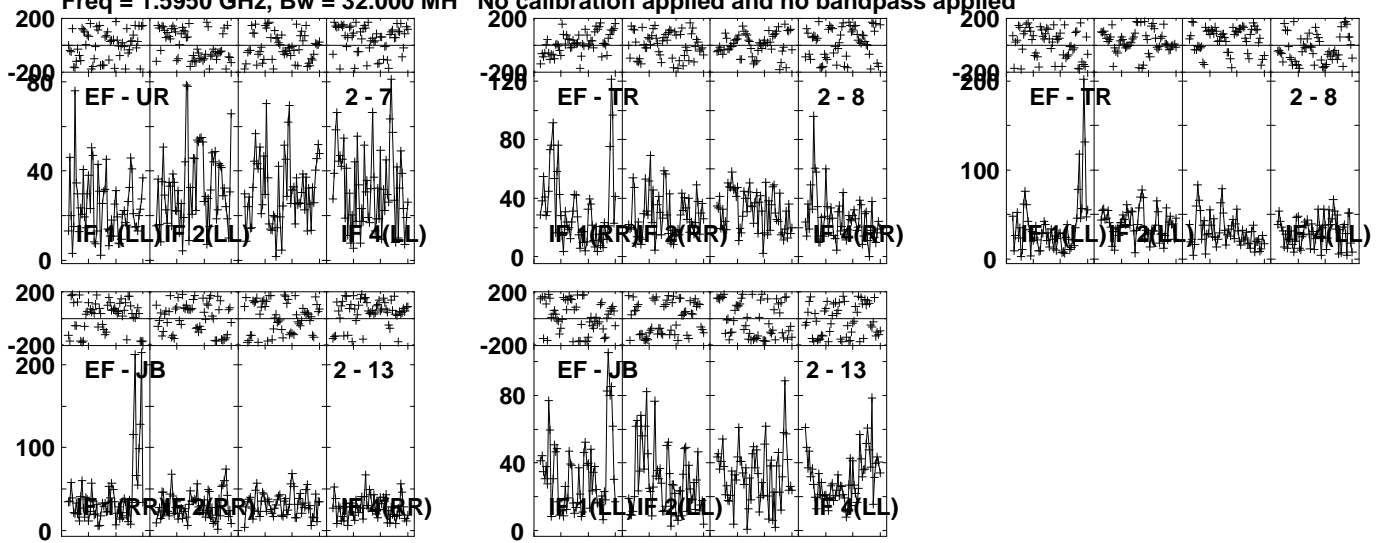 Freq = 1.5950 GHz, Bw = 32.000 MH No calibration applied and no bandpass applied
200 200 200
-200 -200 -200
80 120 200
EF - UR 2 - 7 EF - TR 2 - 8 EF - TR 2 - 8
80
40 100
40
IF 1(LL) IF 2(LL) IF 4(LL) IF 1(RR) IF 2(RR) IF 4(RR) IF 1(LL) IF 2(LL) IF 4(LL)
0 0 0
200 200
-200 -200
200 EF - JB 2 - 13 EF - JB 2 - 13
80
100
40
IF 1(RR) IF 2(RR) IF 4(RR) IF 1(LL) IF 2(LL) IF 4(LL)
0 0